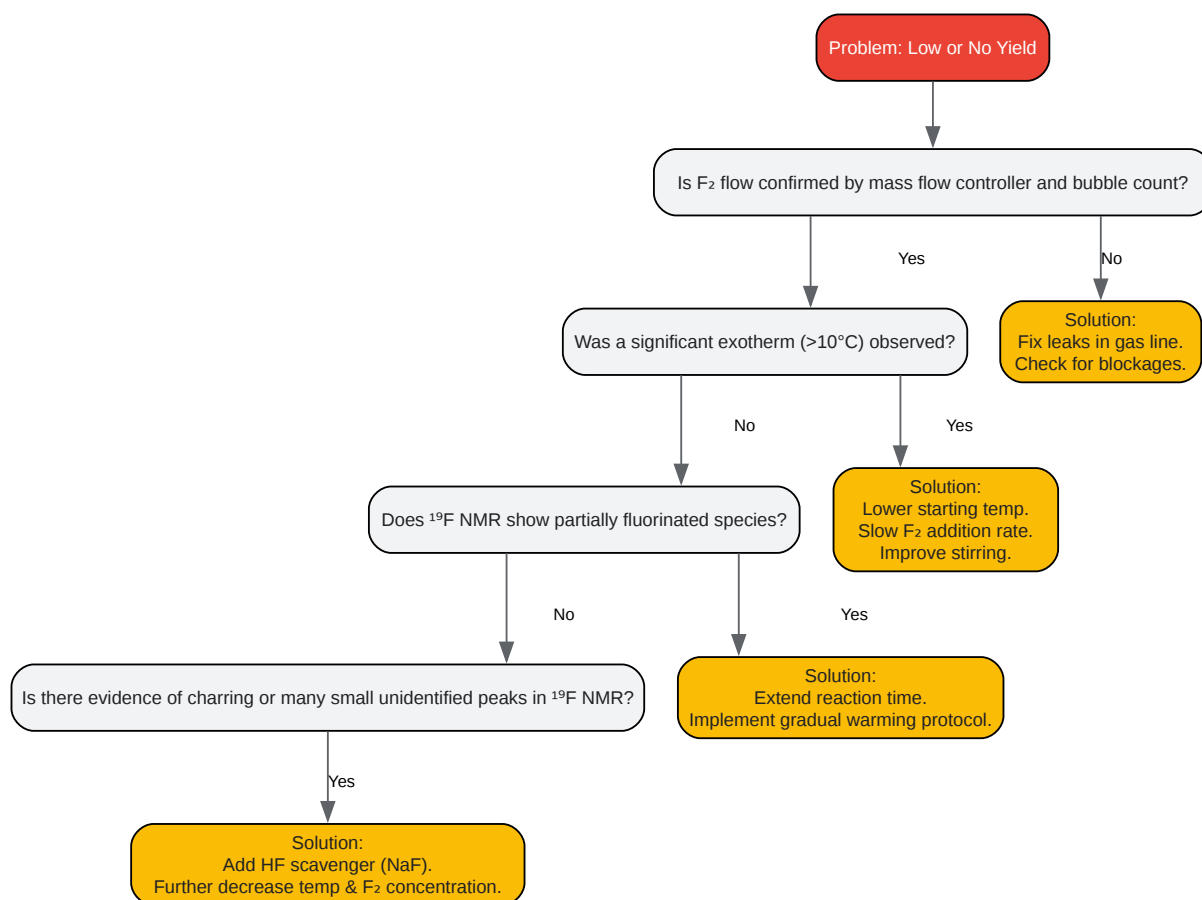 Problem: Low or No Yield
Is F₂ flow confirmed by mass flow controller and bubble count?
Yes
No
Solution:
Fix leaks in gas line.
Check for blockages.
Was a significant exotherm (>10°C) observed?
No
Yes
Solution:
Lower starting temp.
Slow F₂ addition rate.
Improve stirring.
Does ¹⁹F NMR show partially fluorinated species?
No
Yes
Solution:
Extend reaction time.
Implement gradual warming protocol.
Is there evidence of charring or many small unidentified peaks in ¹⁹F NMR?
Yes
Solution:
Add HF scavenger (NaF).
Further decrease temp & F₂ concentration.